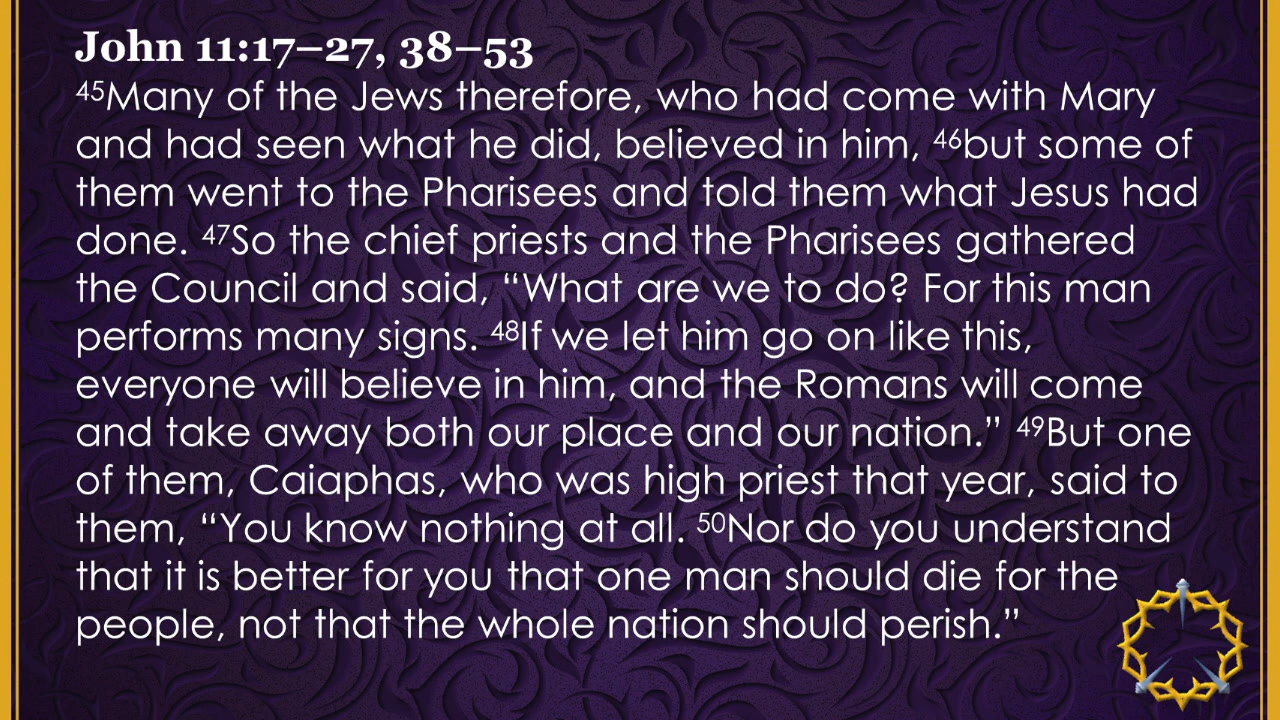 John 11:17–27, 38–53
⁴⁵Many of the Jews therefore, who had come with Mary
and had seen what he did, believed in him, ⁴⁶but some of
them went to the Pharisees and told them what Jesus had
done. ⁴⁷So the chief priests and the Pharisees gathered
the Council and said, “What are we to do? For this man
performs many signs. ⁴⁸If we let him go on like this,
everyone will believe in him, and the Romans will come
and take away both our place and our nation.” ⁴⁹But one
of them, Caiaphas, who was high priest that year, said to
them, “You know nothing at all. ⁵⁰Nor do you understand
that it is better for you that one man should die for the
people, not that the whole nation should perish.”